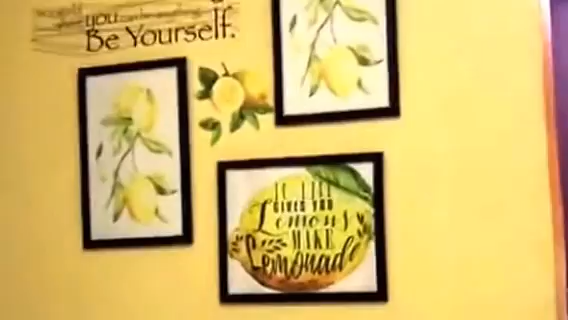 you
Be Yourself.
IF LIFE
GIVES YOU
Lemons
MAKE
Lemonade